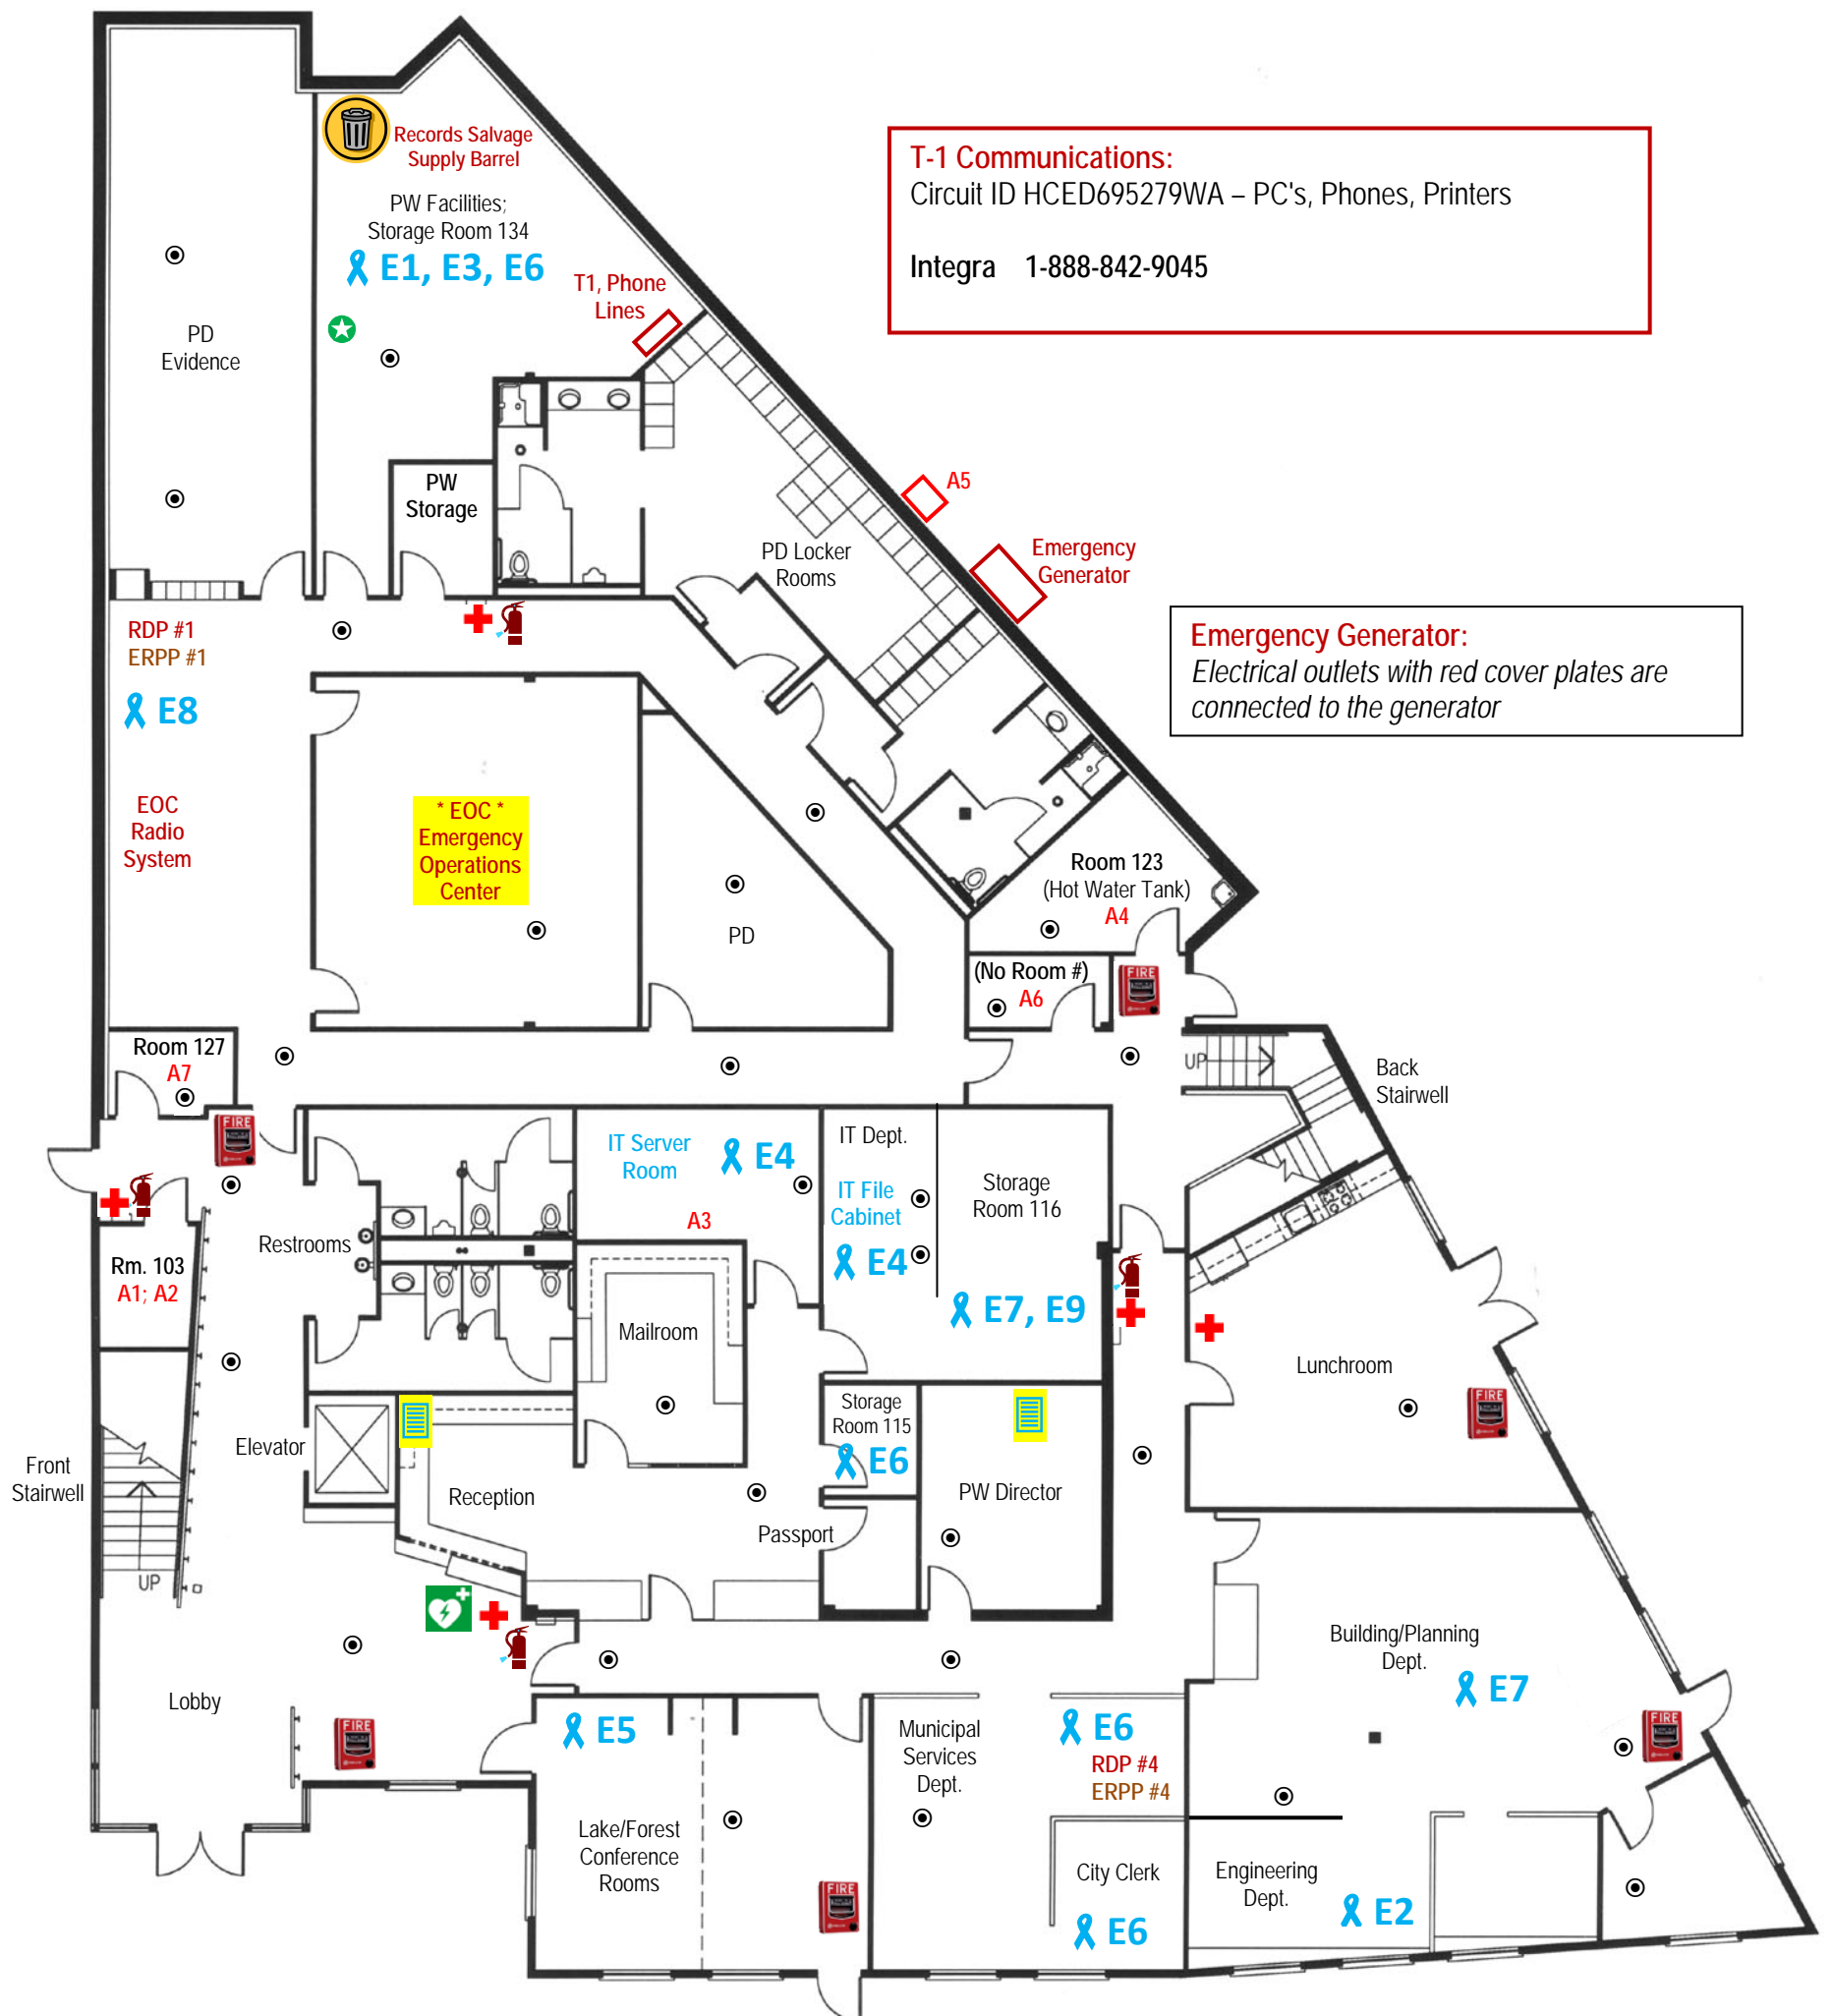 Records Salvage
Supply Barrel
PW Facilities;
Storage Room 134
E1, E3, E6
T1, Phone
Lines
T-1 Communications:
Circuit ID HCED695279WA – PC's, Phones, Printers
Integra 1-888-842-9045
PD
Evidence
PW
Storage
A5
PD Locker
Rooms
Emergency
Generator
Emergency Generator:
Electrical outlets with red cover plates are
connected to the generator
RDP #1
ERPP #1
E8
EOC
Radio
System
* EOC *
Emergency
Operations
Center
PD
Room 123
(Hot Water Tank)
A4
(No Room #)
A6
FIRE
Room 127
A7
UP
Back
Stairwell
FIRE
IT Server
Room
E4
A3
IT Dept.
IT File
Cabinet
E4
Storage
Room 116
E7, E9
Restrooms
Rm. 103
A1; A2
Mailroom
Lunchroom
FIRE
Storage
Room 115
E6
Elevator
Front
Stairwell
Reception
PW Director
Passport
UP
Building/Planning
Dept.
E7
FIRE
Lobby
FIRE
E5
Municipal
Services
Dept.
E6
RDP #4
ERPP #4
Lake/Forest
Conference
Rooms
FIRE
City Clerk
E6
Engineering
Dept.
E2